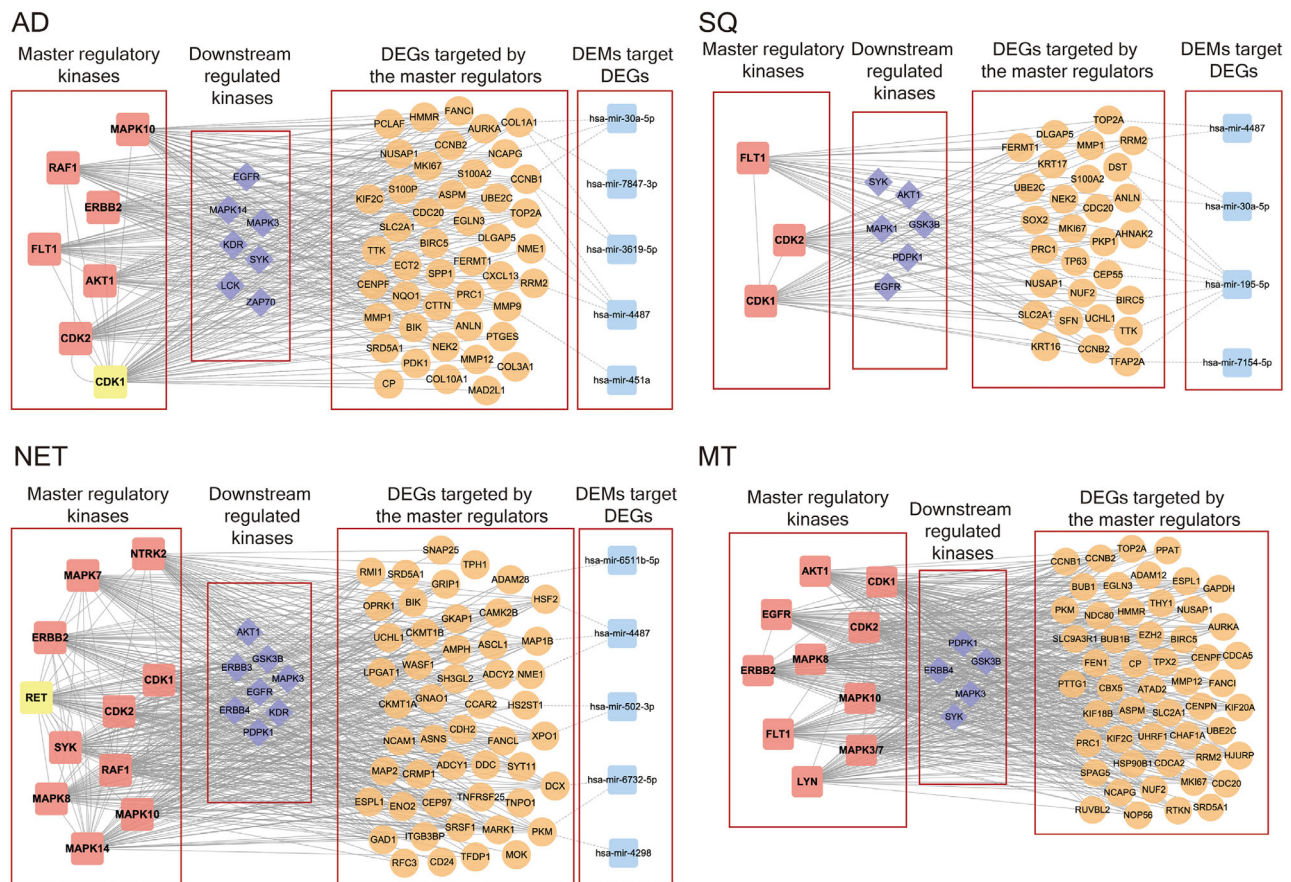 AD
Master regulatory
kinases
Downstream
regulated
kinases
DEGs targeted by
the master regulators
DEMs target
DEGs
MAPK10
RAF1
ERBB2
FLT1
AKT1
CDK2
CDK1
EGFR
MAPK14
MAPK3
KDR
SYK
LCK
ZAP70
FANCI
HMMR
COL1A1
PCLAF
AURKA
CCNB2
NUSAP1
NCAPG
MKI67
S100A2
CCNB1
S100P
ASPM
UBE2C
KIF2C
CDC20
TOP2A
SLC2A1
EGLN3
BIRC5
DLGAP5
TTK
NME1
ECT2
FERMT1
SPP1
CXCL13
CENPF
RRM2
NQO1
PRC1
CTTN
MMP9
MMP1
BIK
ANLN
PTGES
SRD5A1
NEK2
PDK1
MMP12
COL3A1
CP
COL10A1
MAD2L1
hsa-mir-30a-5p
hsa-mir-7847-3p
hsa-mir-3619-5p
hsa-mir-4487
hsa-mir-451a
SQ
Master regulatory
kinases
Downstream
regulated
kinases
DEGs targeted by
the master regulators
DEMs target
DEGs
FLT1
CDK2
CDK1
SYK
AKT1
MAPK1
GSK3B
PDPK1
EGFR
TOP2A
DLGAP5
RRM2
FERMT1
MMP1
KRT17
DST
S100A2
UBE2C
NEK2
ANLN
CDC20
SOX2
MKI67
AHNAK2
PRC1
PKP1
TP63
CEP55
NUSAP1
NUF2
BIRC5
SLC2A1
SFN
UCHL1
TTK
KRT16
CCNB2
TFAP2A
hsa-mir-4487
hsa-mir-30a-5p
hsa-mir-195-5p
hsa-mir-7154-5p
NET
Master regulatory
kinases
Downstream
regulated
kinases
DEGs targeted by
the master regulators
DEMs target
DEGs
NTRK2
MAPK7
ERBB2
CDK1
RET
CDK2
SYK
RAF1
MAPK8
MAPK10
MAPK14
AKT1
GSK3B
ERBB3
MAPK3
EGFR
ERBB4
KDR
PDPK1
SNAP25
TPH1
RMI1
SRD5A1
GRIP1
ADAM28
OPRK1
BIK
HSF2
GKAP1
CAMK2B
UCHL1
CKMT1B
MAP1B
AMPH
ASCL1
LPGAT1
WASF1
SH3GL2
ADCY2
NME1
CKMT1A
GNAO1
CCAR2
HS2ST1
CDH2
XPO1
NCAM1
ASNS
FANCL
ADCY1
DDC
SYT11
MAP2
CRMP1
DCX
ESPL1
ENO2
CEP97
TNFRSF25
TNPO1
SRSF1
MARK1
PKM
GAD1
ITGB3BP
RFC3
CD24
TFDP1
MOK
hsa-mir-6511b-5p
hsa-mir-4487
hsa-mir-502-3p
hsa-mir-6732-5p
hsa-mir-4298
MT
Master regulatory
kinases
Downstream
regulated kinases
DEGs targeted by
the master regulators
AKT1
CDK1
EGFR
CDK2
MAPK8
ERBB2
MAPK10
FLT1
MAPK3/7
LYN
PDPK1
GSK3B
ERBB4
MAPK3
SYK
TOP2A
PPAT
CCNB1
CCNB2
ADAM12
BUB1
EGLN3
ESPL1
GAPDH
THY1
PKM
NDC80
HMMR
NUSAP1
AURKA
SLC9A3R1
BUB1B
EZH2
BIRC5
FEN1
CP
TPX2
CENPF
CDCA5
PTTG1
CBX5
ATAD2
MMP12
FANCI
KIF18B
ASPM
SLC2A1
CENPN
KIF20A
PRC1
KIF2C
UHRF1
CHAF1A
UBE2C
HSP90B1
CDCA2
RRM2
HJURP
SPAG5
MKI67
CDC20
NCAPG
NUF2
RUVBL2
NOP56
RTKN
SRD5A1